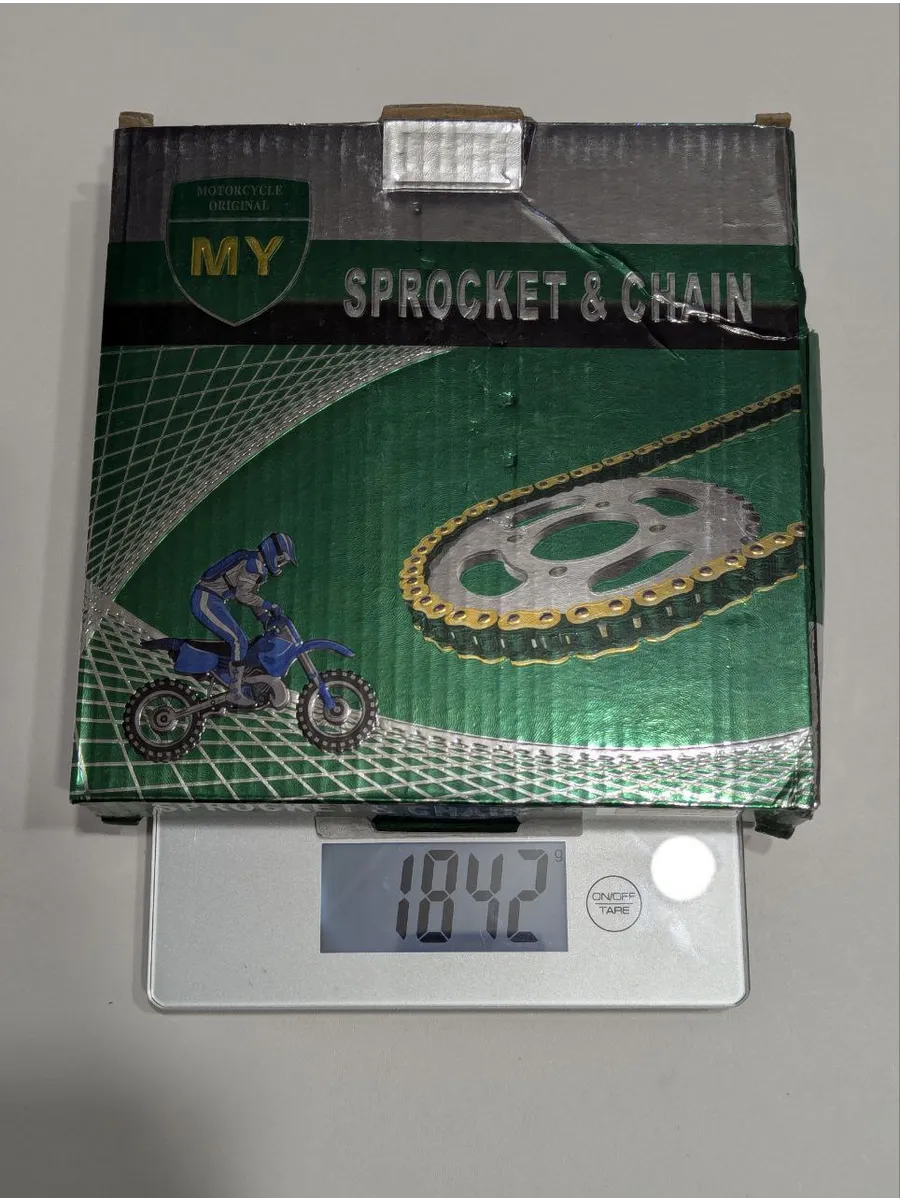 MOTORCYCLE
ORIGINAL
MY
SPROCKET & CHAIN
1842 g
ON/OFF
TARE